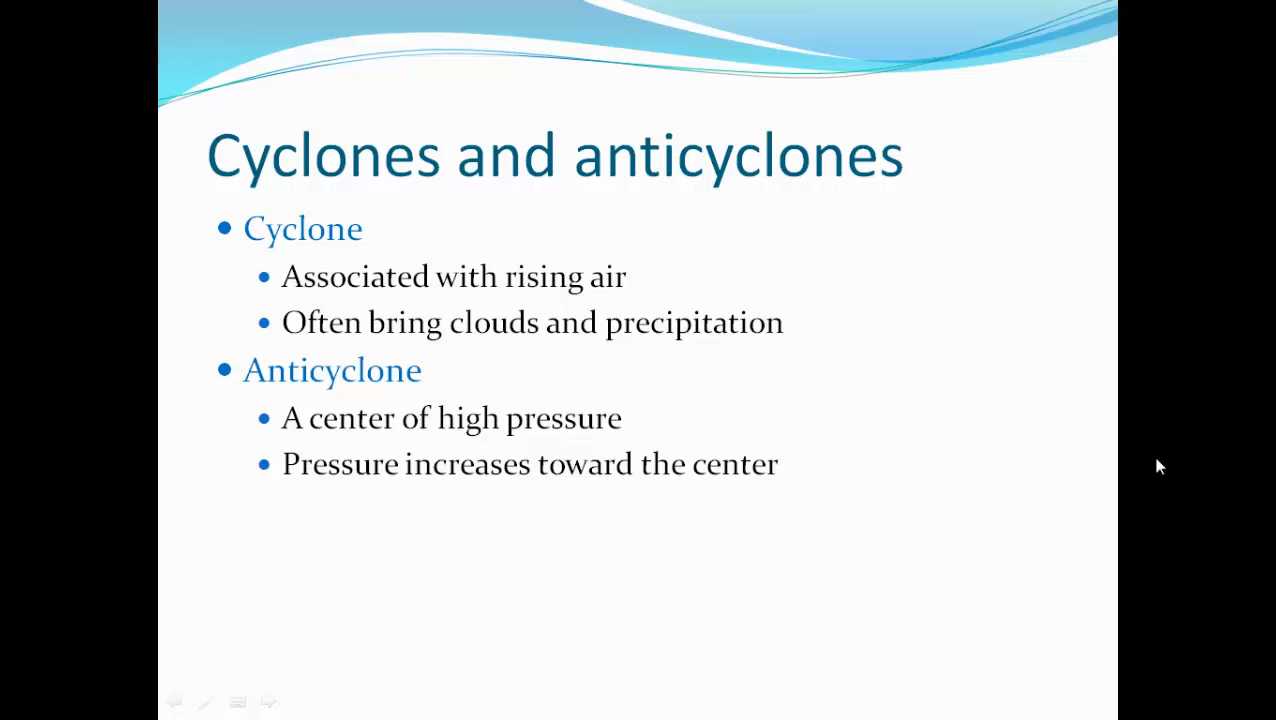 Cyclones and anticyclones
• Cyclone
• Associated with rising air
• Often bring clouds and precipitation
• Anticyclone
• A center of high pressure
• Pressure increases toward the center